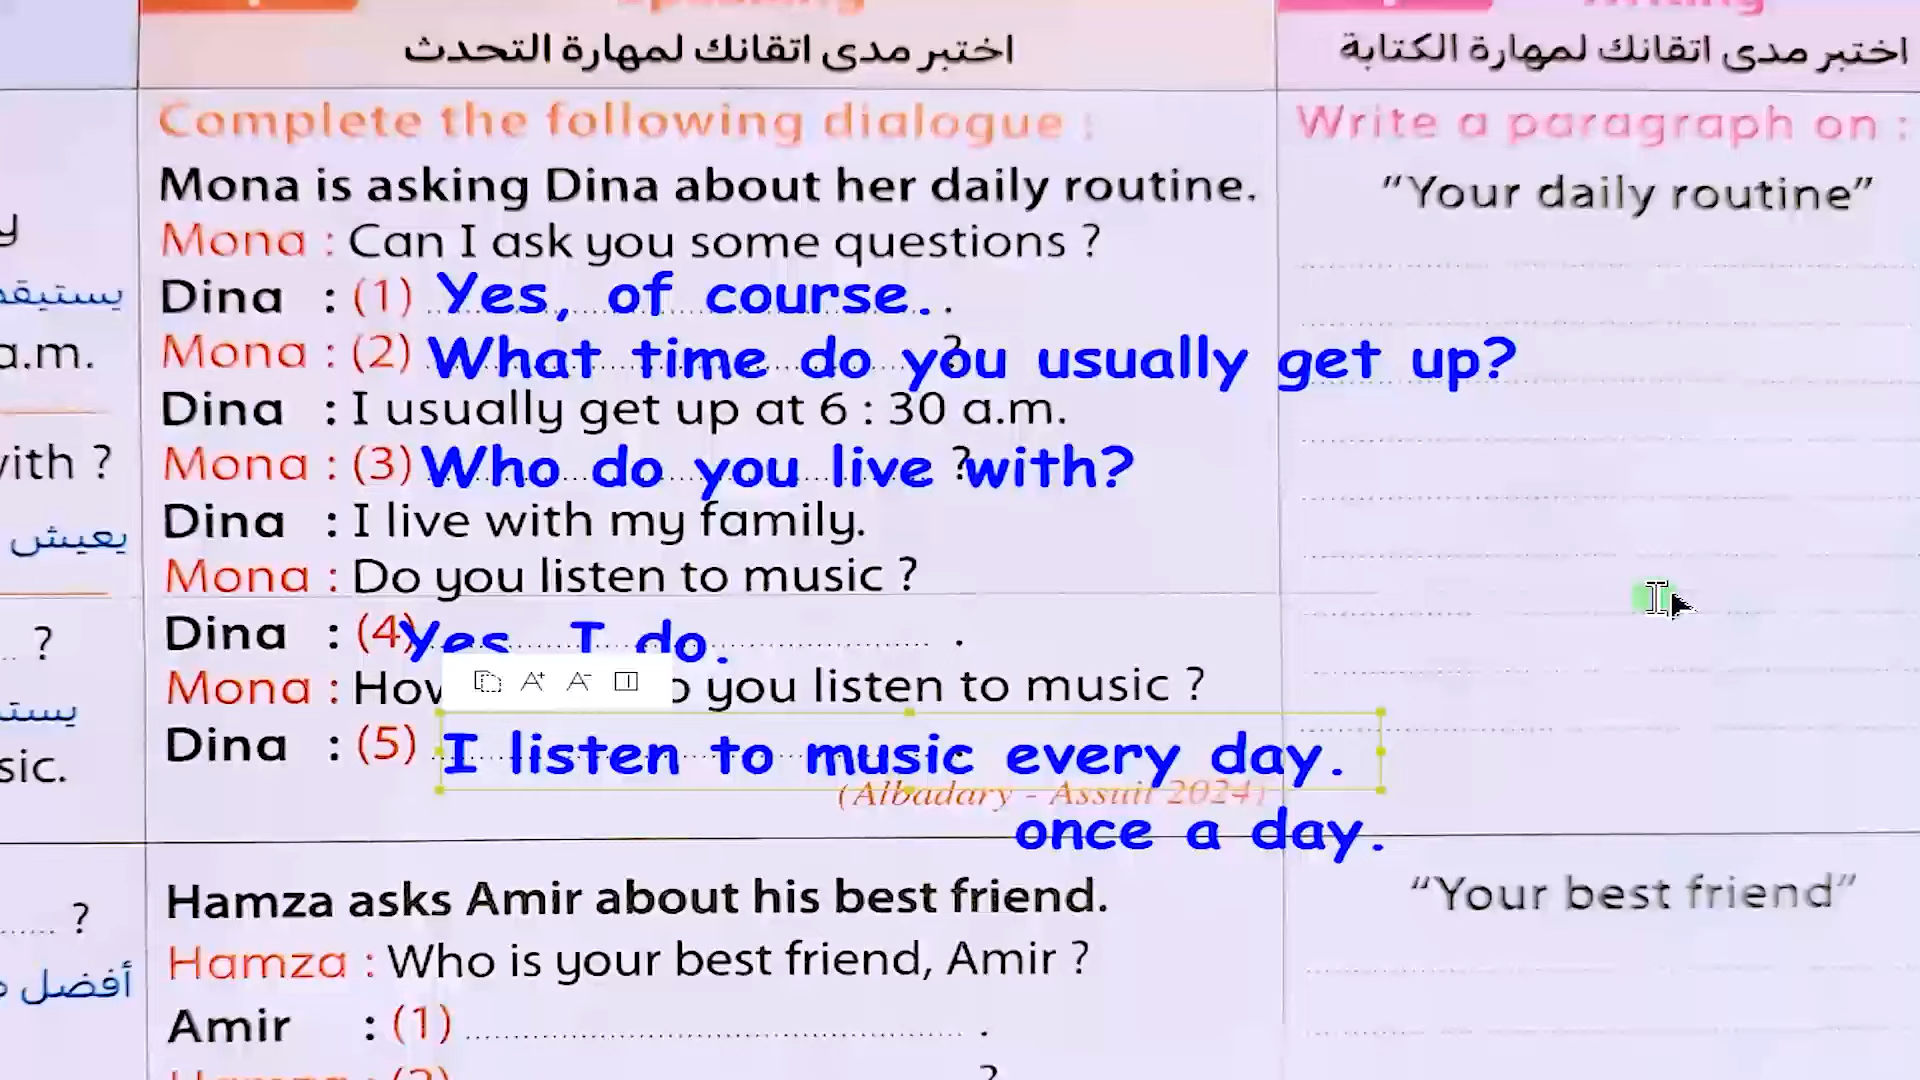 اختبر مدى اتقانك لمهارة التحدث
Complete the following dialogue :
Mona is asking Dina about her daily routine.
Mona : Can I ask you some questions ?
Dina : (1) Yes, of course. .
Mona : (2) What time do you usually get up? ?
Dina : I usually get up at 6 : 30 a.m.
Mona : (3) Who do you live with? ?
Dina : I live with my family.
Mona : Do you listen to music ?
Dina : (4) Yes, I do. .
Mona : How you listen to music ?
Dina : (5) I listen to music every day.
(Albadary - Assuit 2024)
once a day.
Hamza asks Amir about his best friend.
Hamza : Who is your best friend, Amir ?
Amir : (1) .
Hamza : (2) ?
اختبر مدى اتقانك لمهارة الكتابة
Write a paragraph on :
“Your daily routine”
“Your best friend”
a.m.
with ?
يعيش
?
sic.
?
أفضل